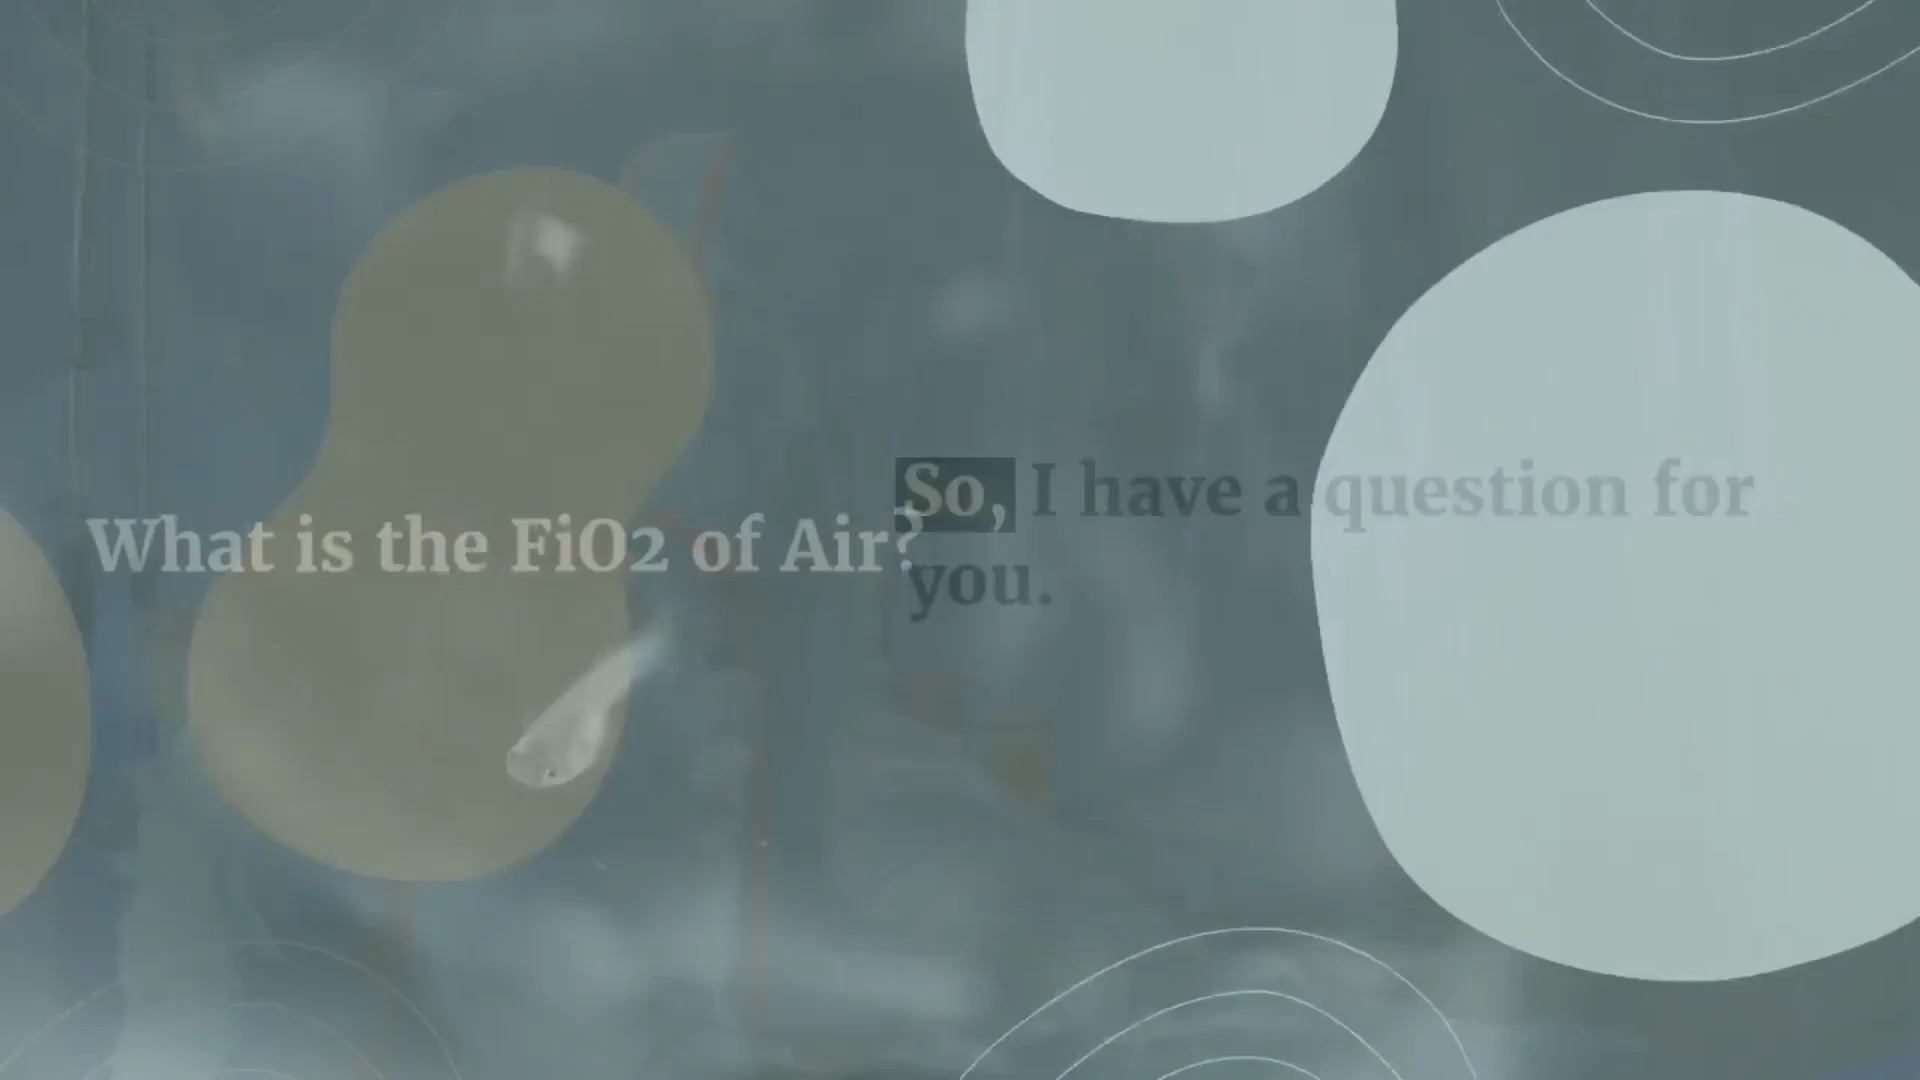 What is the FiO2 of Air?
So, I have a question for
you.